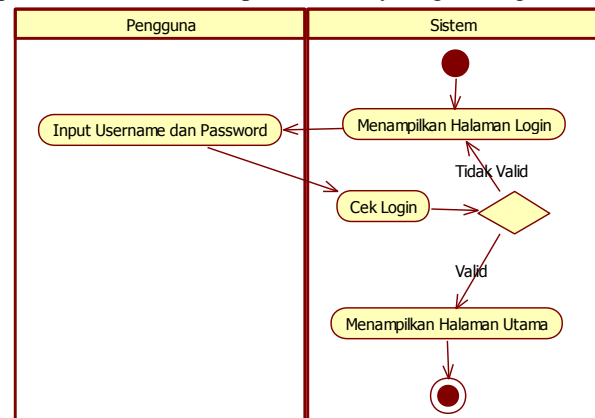 Pengguna
Sistem
Menampilkan Halaman Login
Input Username dan Password
Tidak Valid
Cek Login
Valid
Menampilkan Halaman Utama